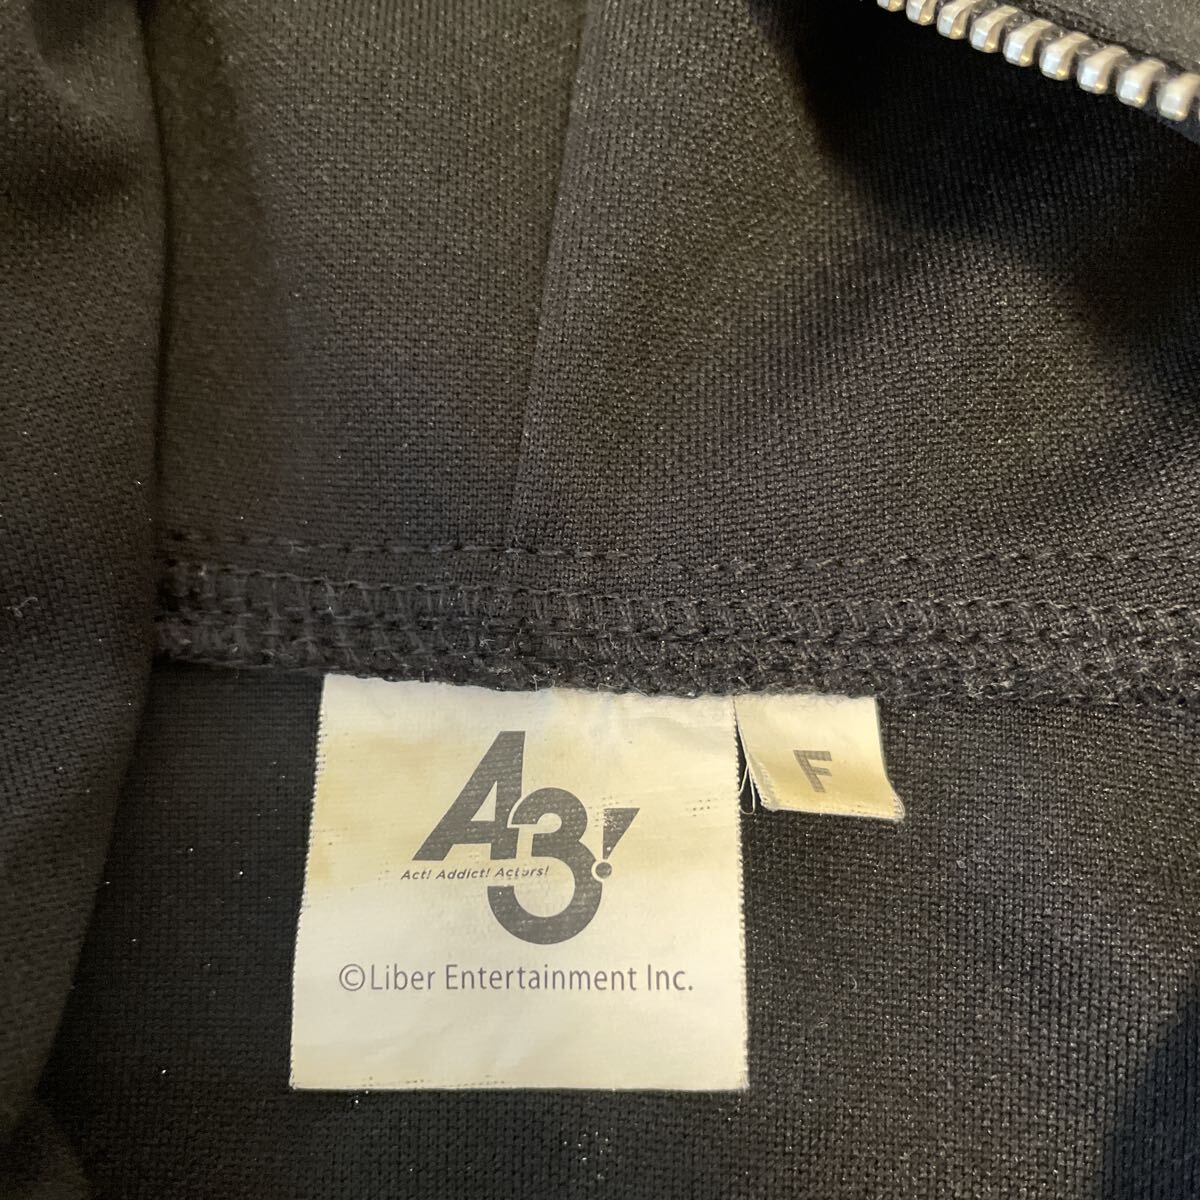 A3!
Act! Addict! Actors!
©Liber Entertainment Inc.
F